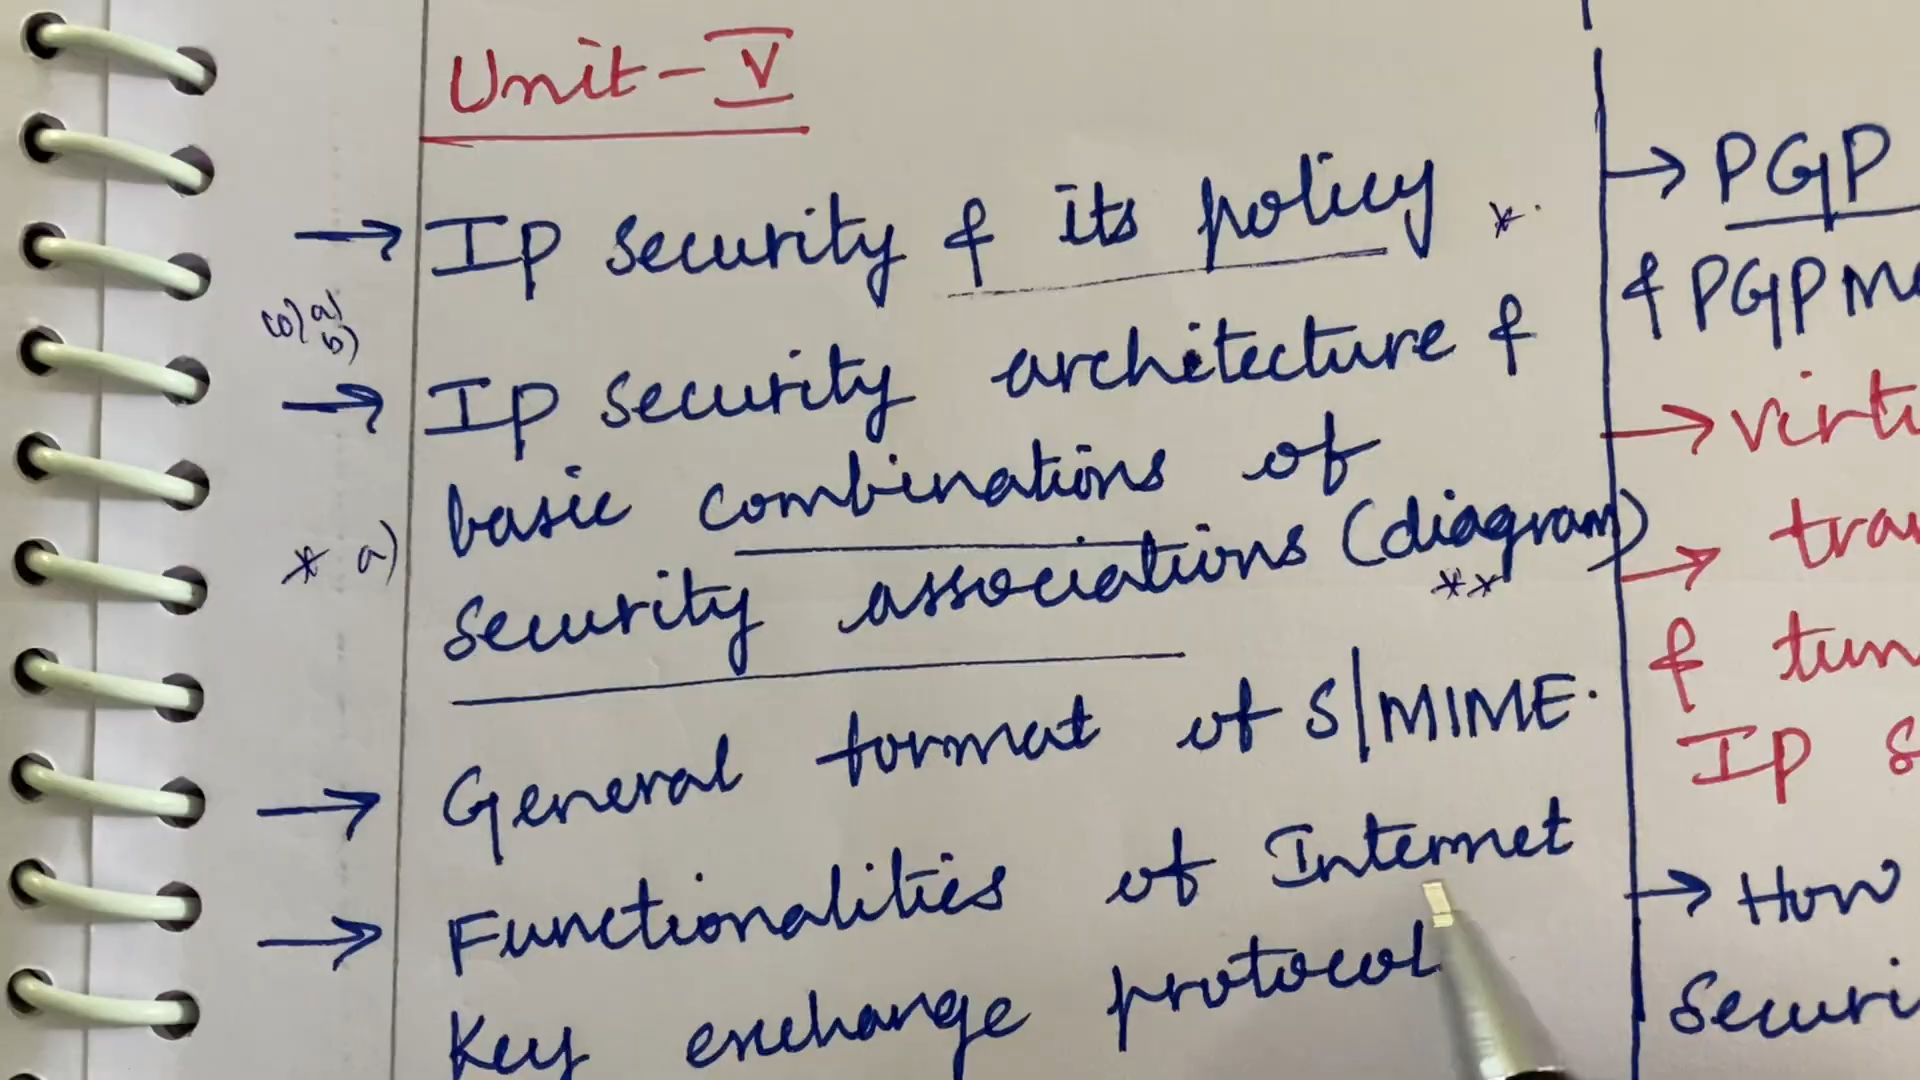 Unit - V
→ Ip security & its policy *
(o) a)
b)
→ Ip security architecture &
basic combinations of
* a)
security associations (diagram)
**
→ General format of S/MIME.
→ Functionalities of Internet
Key exchange protocol
→ PGP
& PGP
→
→
&
Ip
→ How